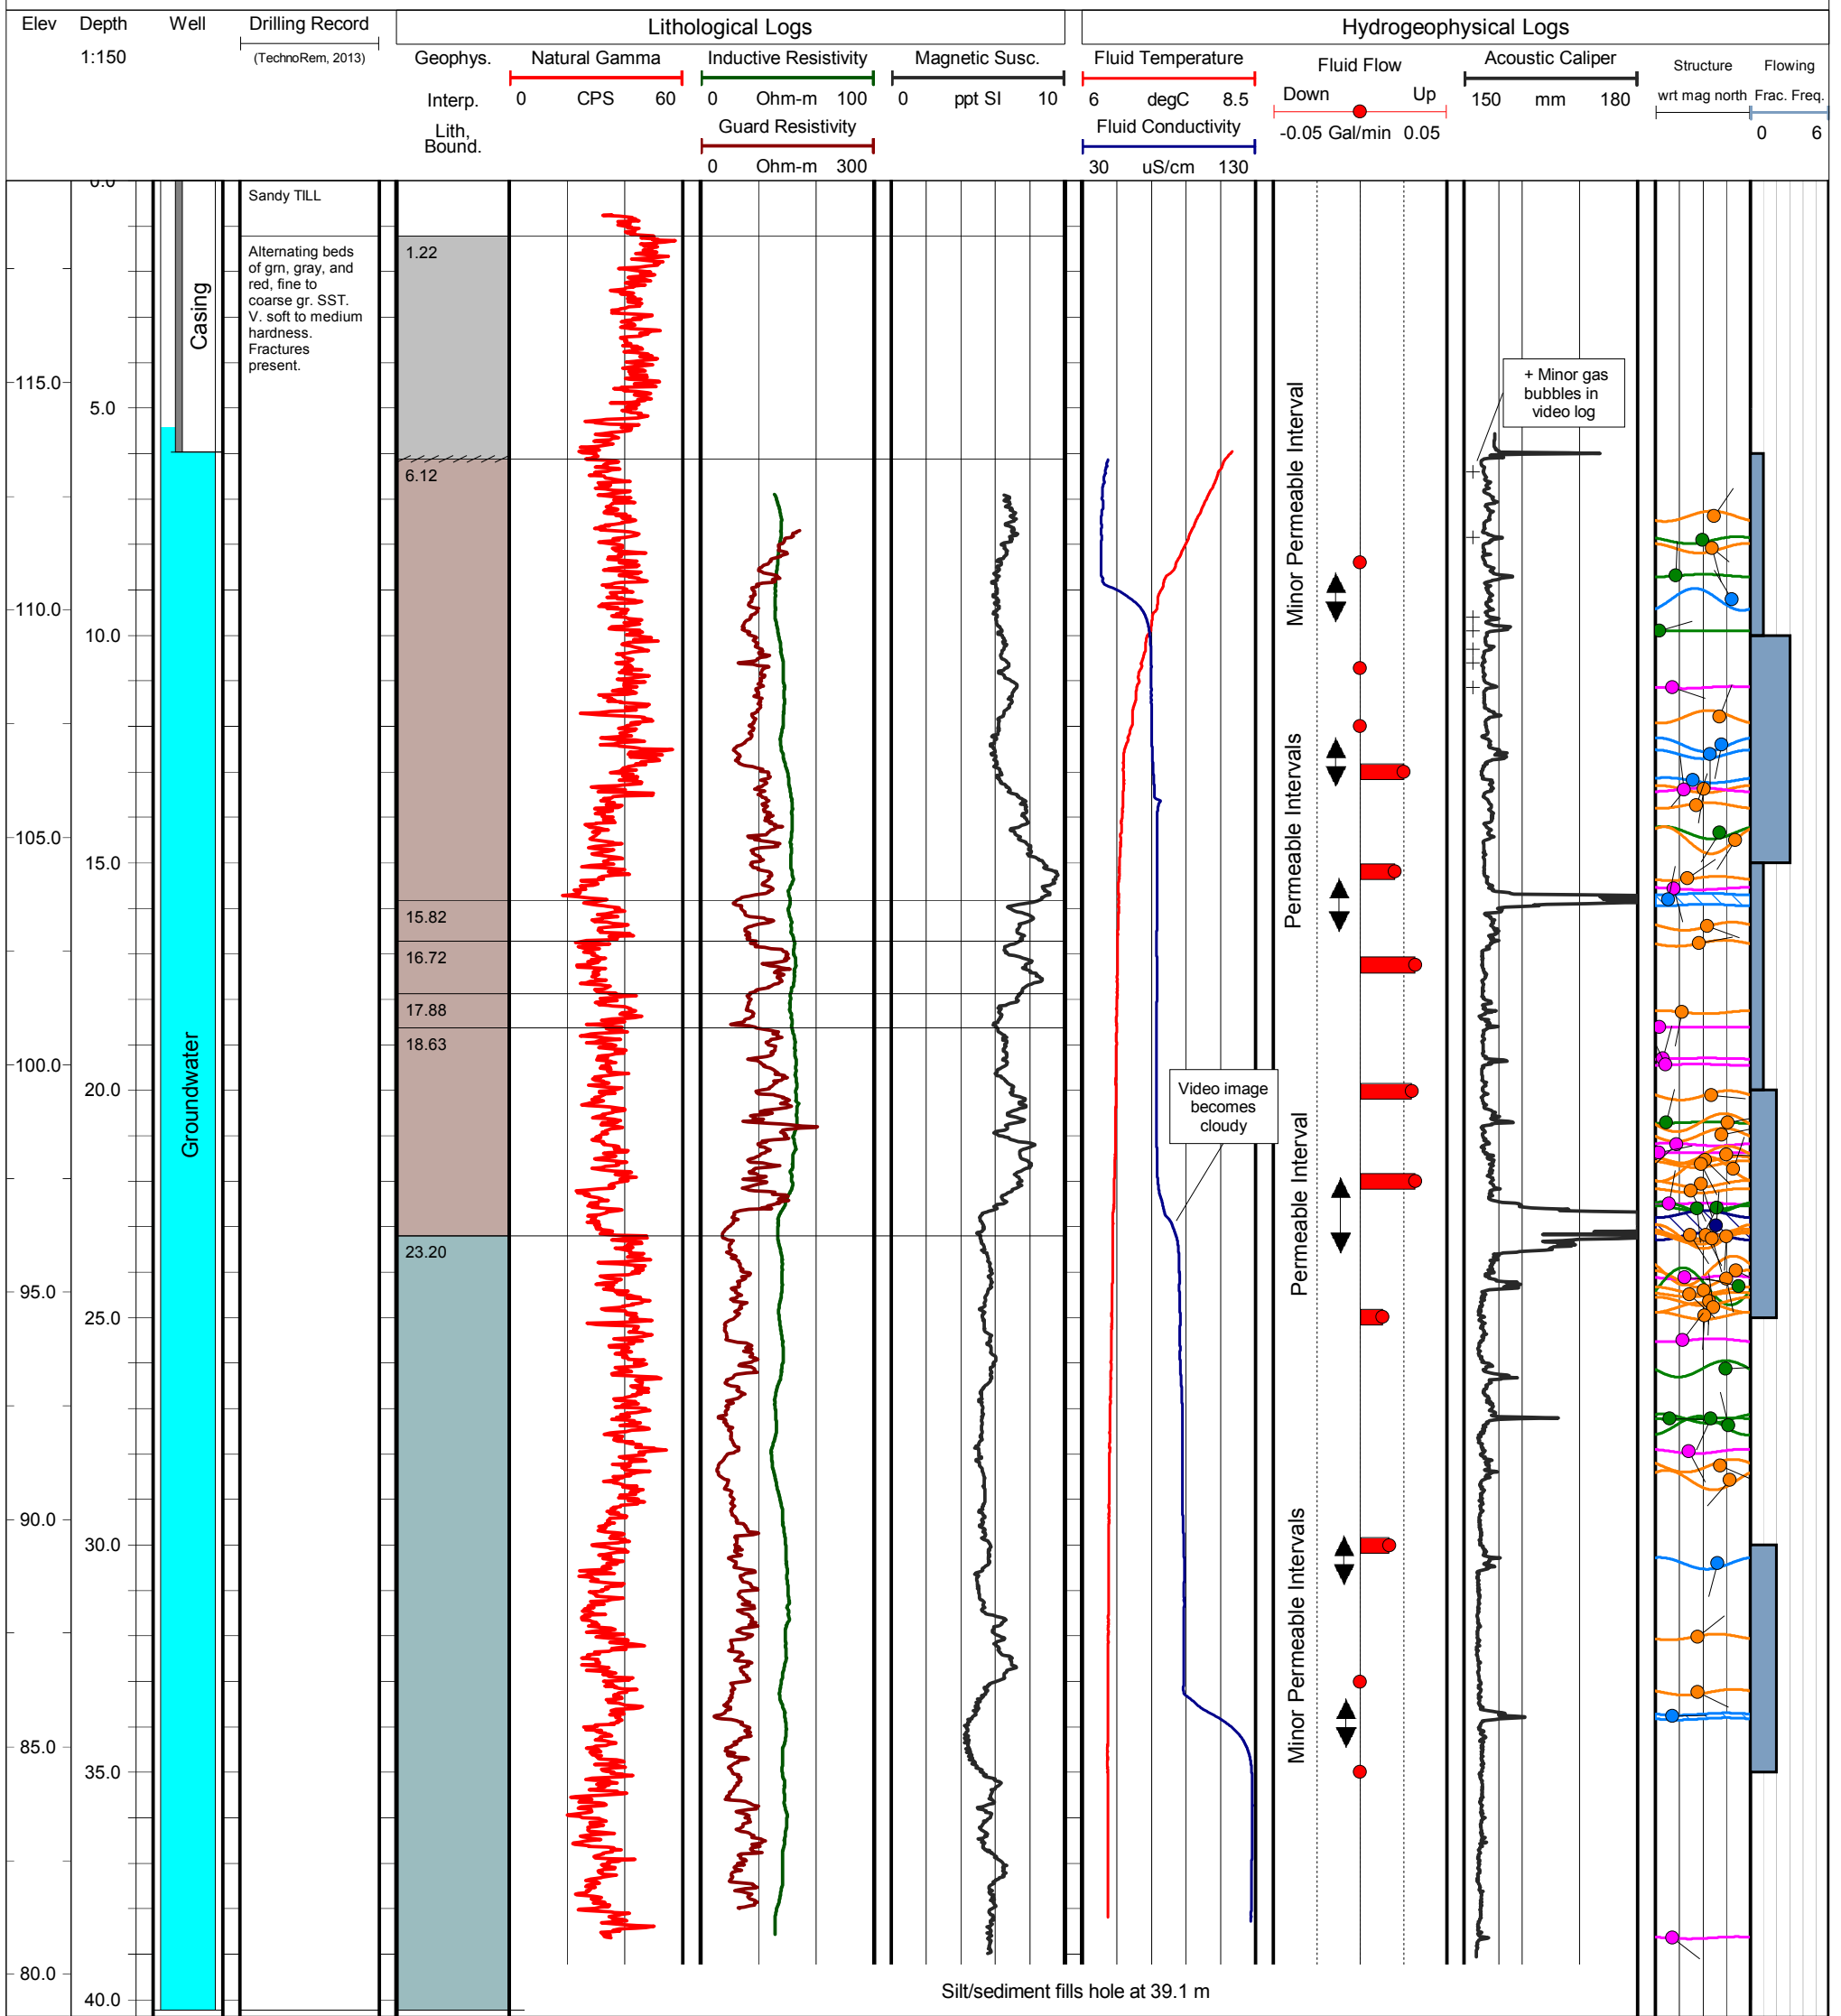 Elev Depth Well Drilling Record Lithological Logs Hydrogeophysical Logs
1:150 (TechnoRem, 2013) Geophys. Natural Gamma Inductive Resistivity Magnetic Susc. Fluid Temperature Fluid Flow Acoustic Caliper Structure Flowing
Interp. 0 CPS 60 0 Ohm-m 100 0 ppt SI 10 6 degC 8.5 Down Up 150 mm 180 wrt mag north Frac. Freq.
Lith, Guard Resistivity Fluid Conductivity -0.05 Gal/min 0.05 0 6
Bound. 0 Ohm-m 300 30 uS/cm 130
0.0
Sandy TILL
Alternating beds
of grn, gray, and
red, fine to
coarse gr. SST.
V. soft to medium
hardness.
Fractures
present.
1.22
Casing
+ Minor gas
bubbles in
video log
115.0
5.0
6.12
Minor Permeable Interval
110.0
10.0
Permeable Intervals
105.0
15.0
15.82
16.72
17.88
18.63
100.0
20.0
Groundwater
Video image
becomes
cloudy
Permeable Interval
23.20
95.0
25.0
90.0
30.0
Minor Permeable Intervals
85.0
35.0
80.0
40.0
Silt/sediment fills hole at 39.1 m